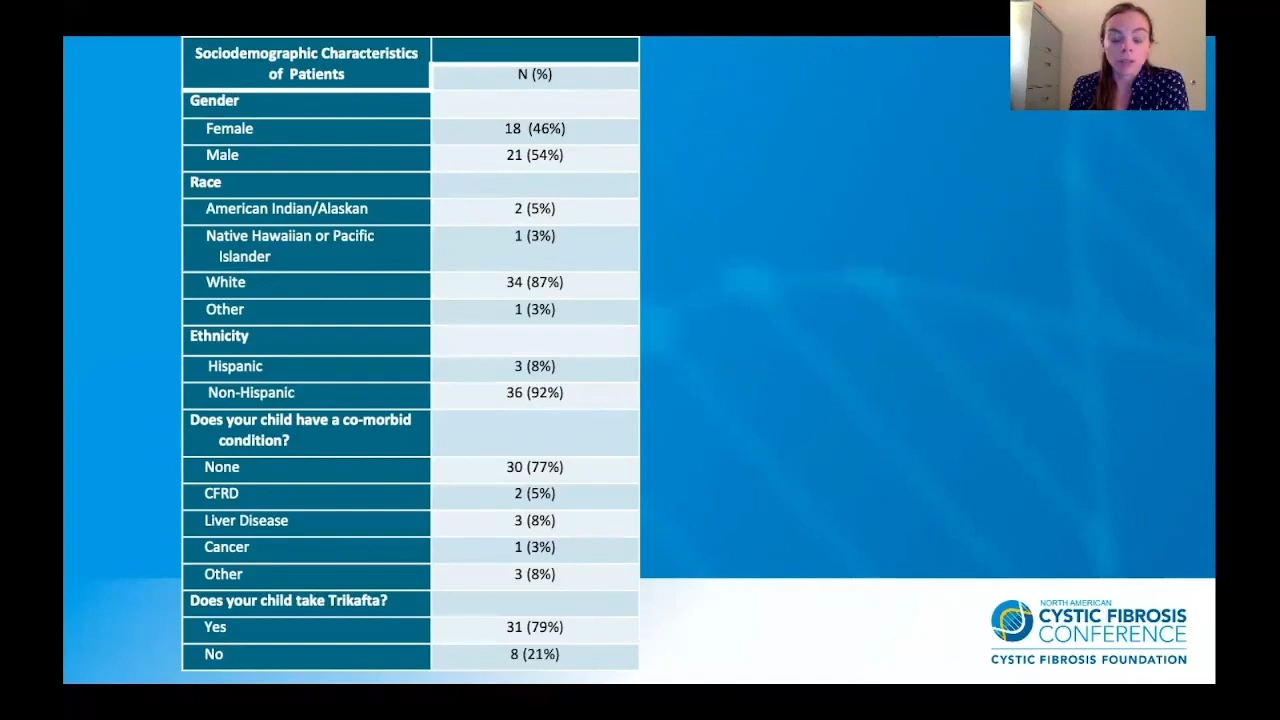 Sociodemographic Characteristics
of Patients
N (%)
Gender
Female 18 (46%)
Male 21 (54%)
Race
American Indian/Alaskan 2 (5%)
Native Hawaiian or Pacific 1 (3%)
Islander
White 34 (87%)
Other 1 (3%)
Ethnicity
Hispanic 3 (8%)
Non-Hispanic 36 (92%)
Does your child have a co-morbid
condition?
None 30 (77%)
CFRD 2 (5%)
Liver Disease 3 (8%)
Cancer 1 (3%)
Other 3 (8%)
Does your child take Trikafta?
Yes 31 (79%)
No 8 (21%)
NORTH AMERICAN
CYSTIC FIBROSIS
CONFERENCE
CYSTIC FIBROSIS FOUNDATION